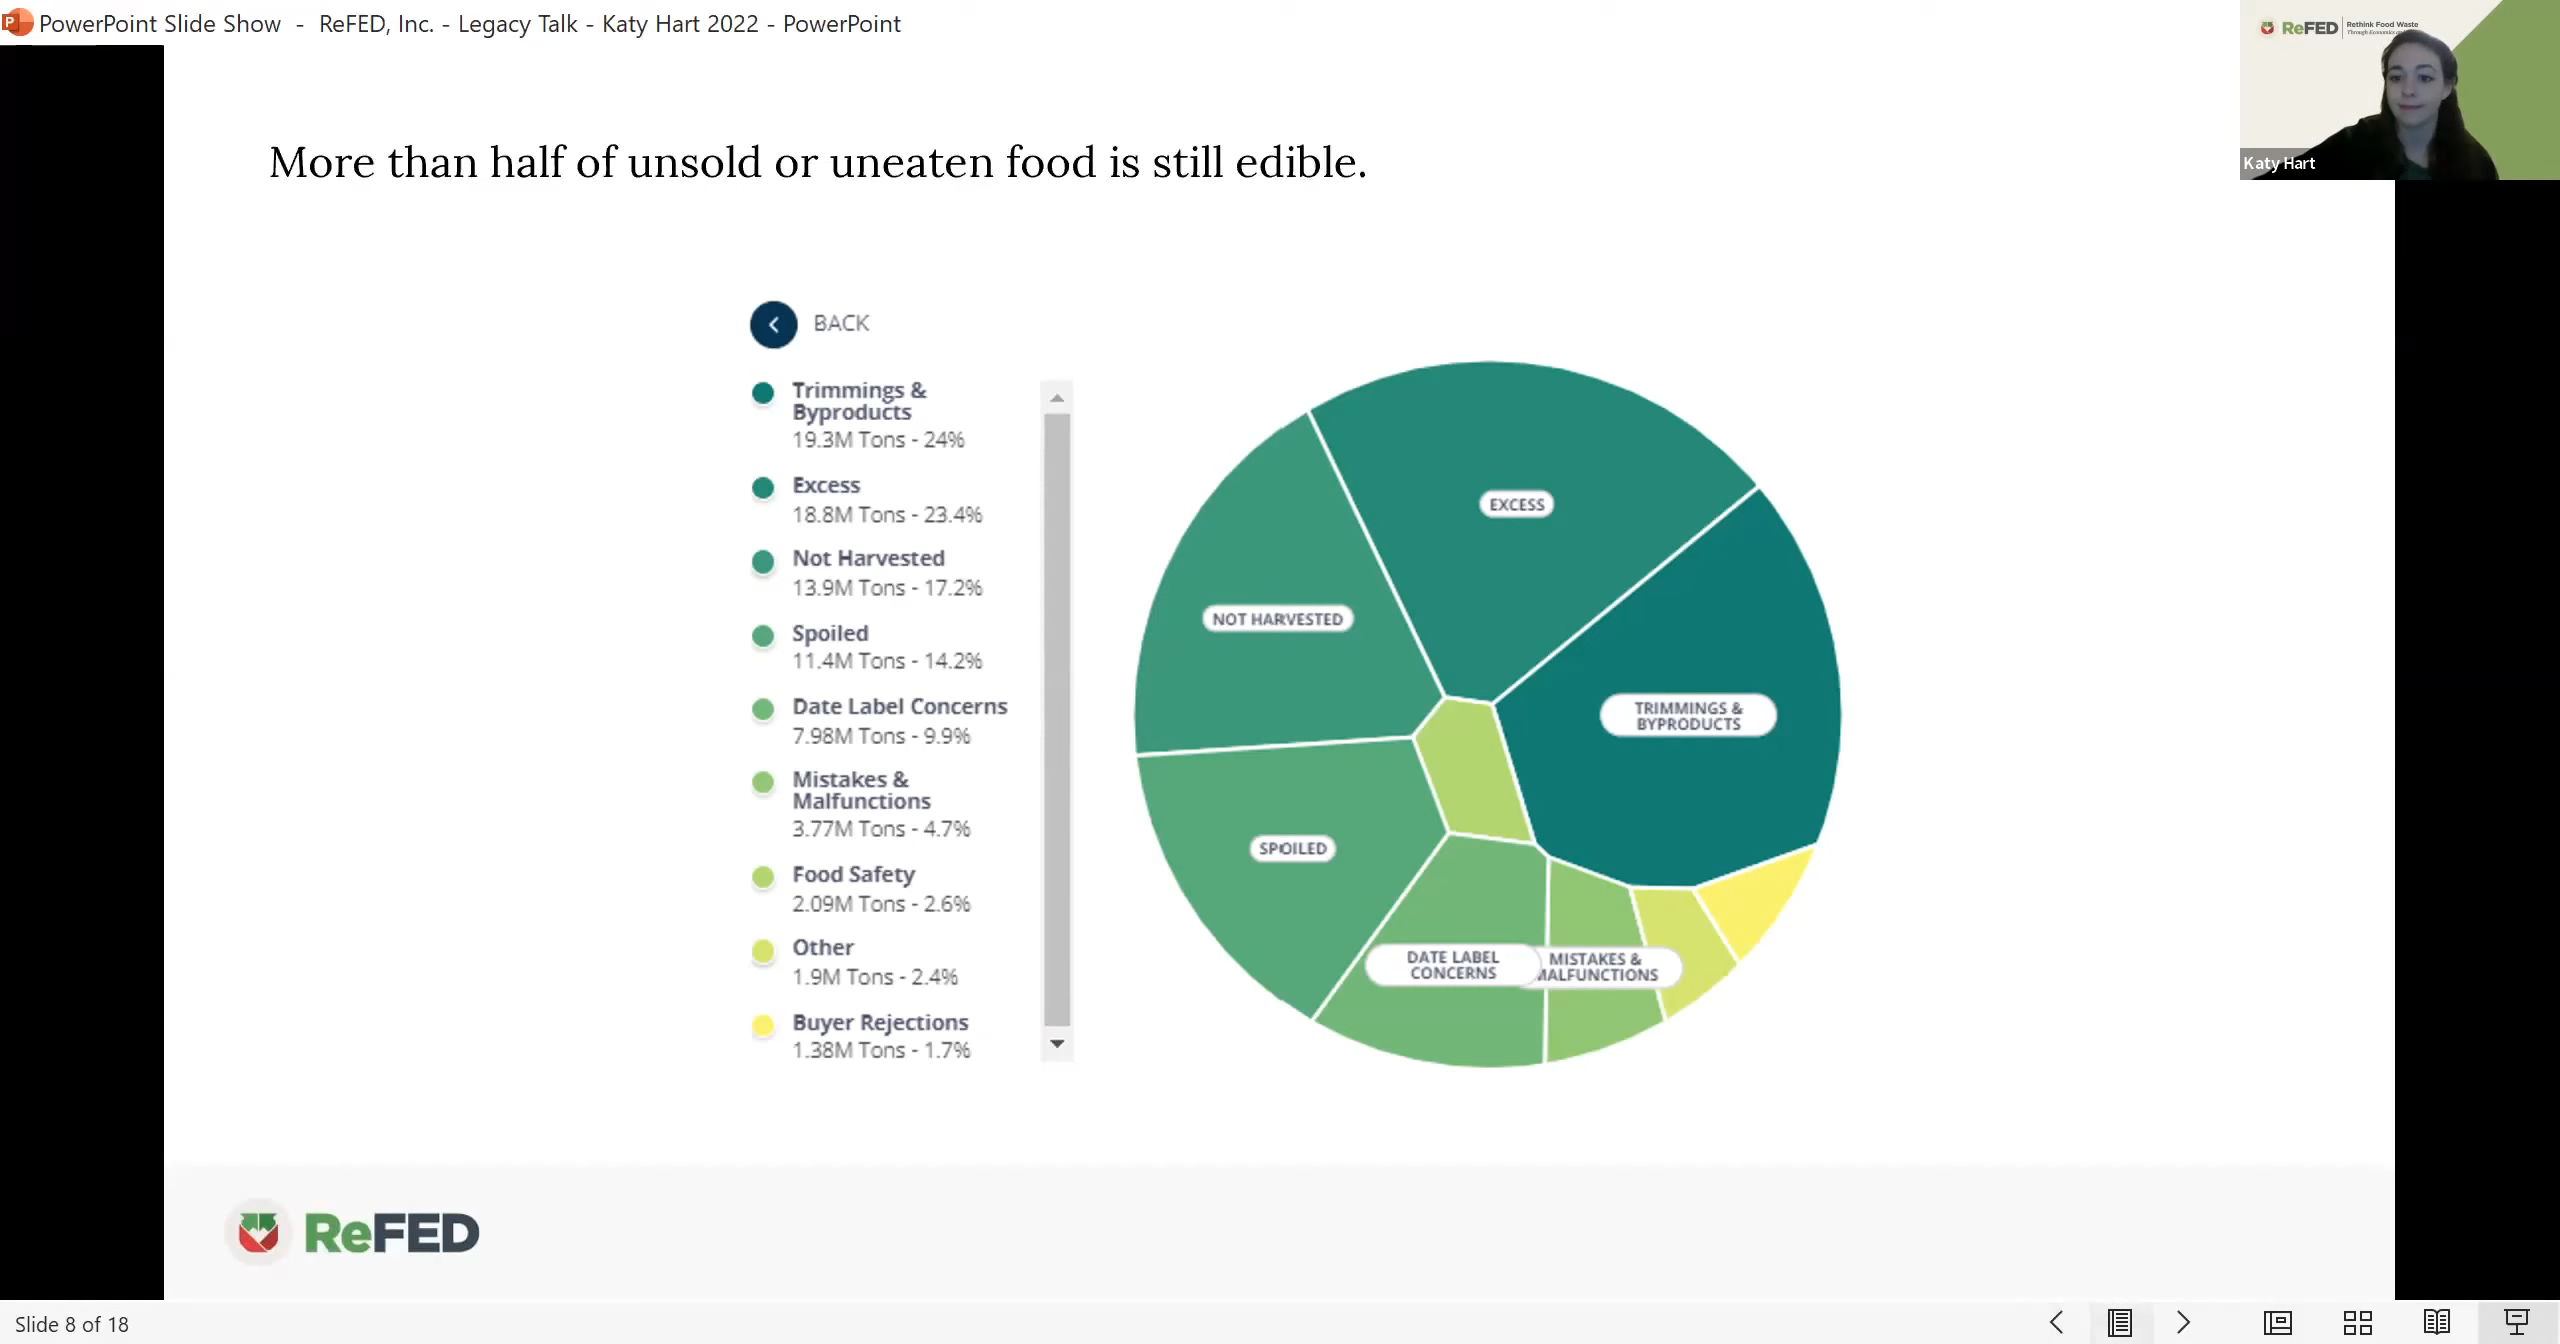 PowerPoint Slide Show - ReFED, Inc. - Legacy Talk - Katy Hart 2022 - PowerPoint
ReFED
Rethink Food Waste
Katy Hart
More than half of unsold or uneaten food is still edible.
BACK
Trimmings &
Byproducts
19.3M Tons - 24%
Excess
18.8M Tons - 23.4%
Not Harvested
13.9M Tons - 17.2%
Spoiled
11.4M Tons - 14.2%
Date Label Concerns
7.98M Tons - 9.9%
Mistakes &
Malfunctions
3.77M Tons - 4.7%
Food Safety
2.09M Tons - 2.6%
Other
1.9M Tons - 2.4%
Buyer Rejections
1.38M Tons - 1.7%
EXCESS
NOT HARVESTED
TRIMMINGS &
BYPRODUCTS
SPOILED
DATE LABEL
CONCERNS
MISTAKES &
MALFUNCTIONS
ReFED
Slide 8 of 18